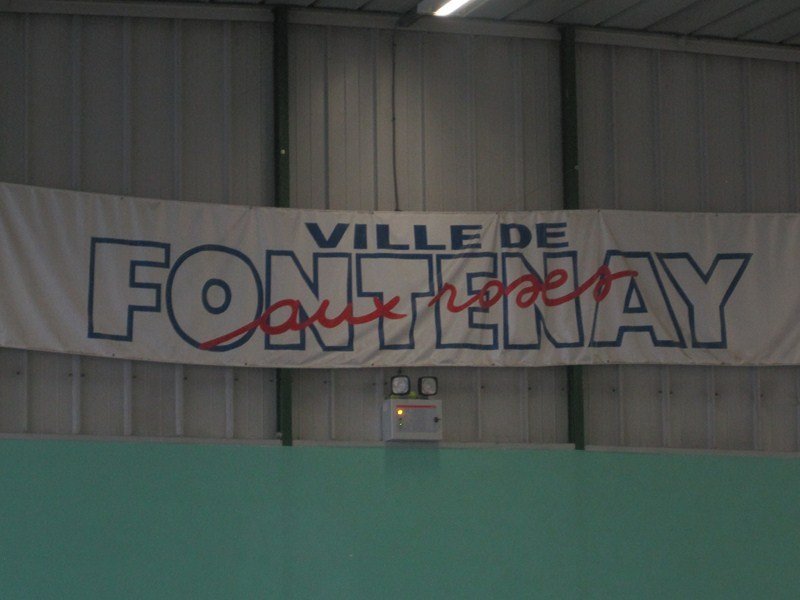 VILLE DE
FONTENAY
aux roses